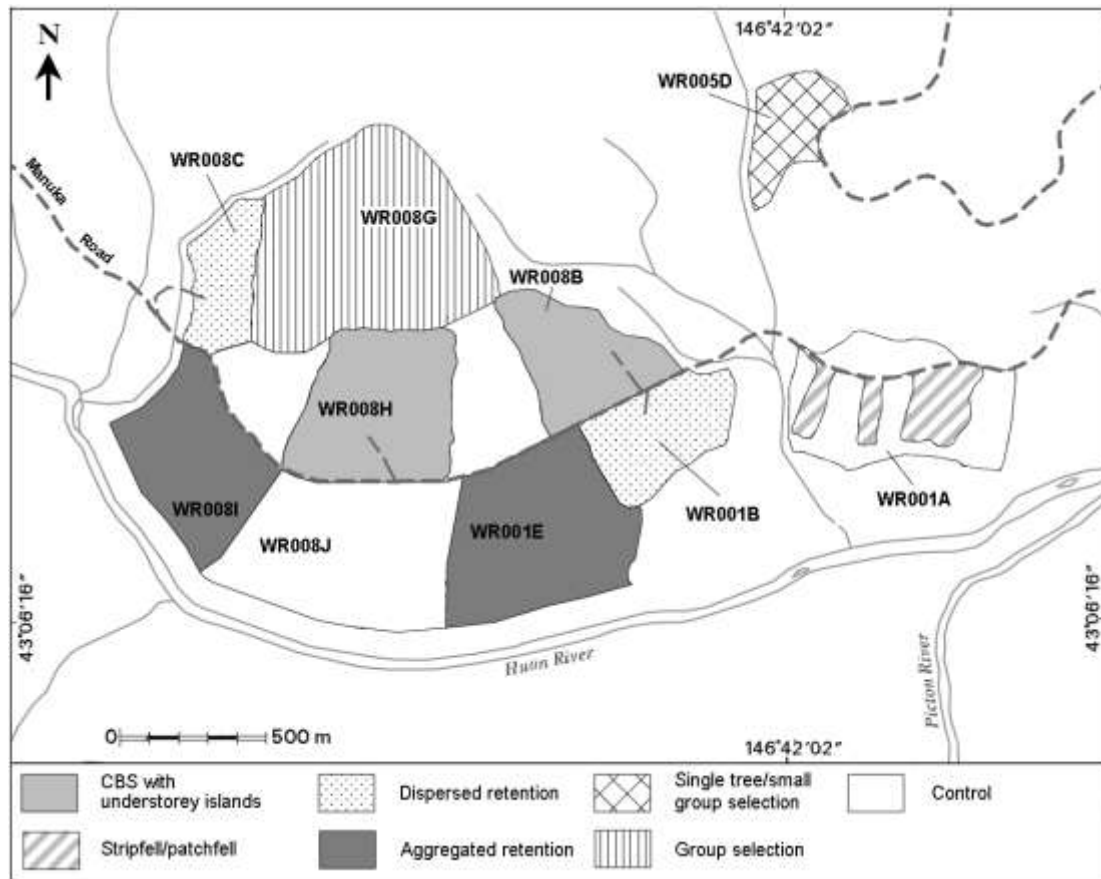 N
146°42′02″
WR005D
WR008C
Manuka
Road
WR008G
WR008B
WR008H
WR008I
WR008J
WR001E
WR001B
WR001A
43°06′16″
43°06′16″
Huon River
Picton River
0 500 m
146°42′02″
CBS with
understorey islands
Dispersed retention
Single tree/small
group selection
Control
Stripfell/patchfell
Aggregated retention
Group selection